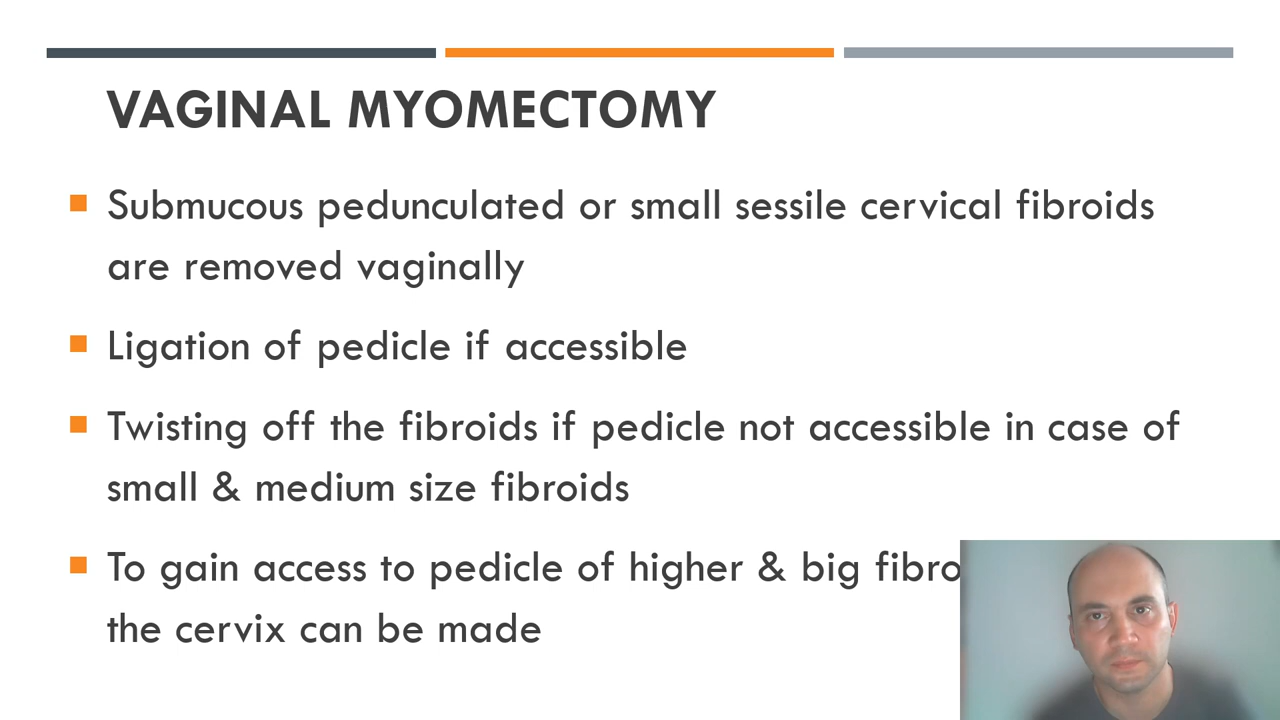 VAGINAL MYOMECTOMY
Submucous pedunculated or small sessile cervical fibroids
are removed vaginally
Ligation of pedicle if accessible
Twisting off the fibroids if pedicle not accessible in case of
small & medium size fibroids
To gain access to pedicle of higher & big
the cervix can be made